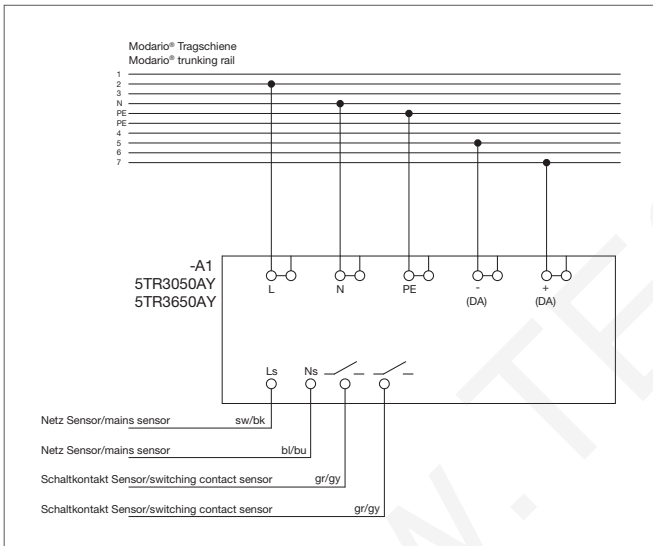 Modario® Tragschiene
Modario® trunking rail
1
2
3
N
PE
PE
4
5
6
7
-A1
5TR3050AY
5TR3650AY
L N PE - +
(DA) (DA)
Ls Ns
Netz Sensor/mains sensor sw/bk
Netz Sensor/mains sensor bl/bu
Schaltkontakt Sensor/switching contact sensor gr/gy
Schaltkontakt Sensor/switching contact sensor gr/gy